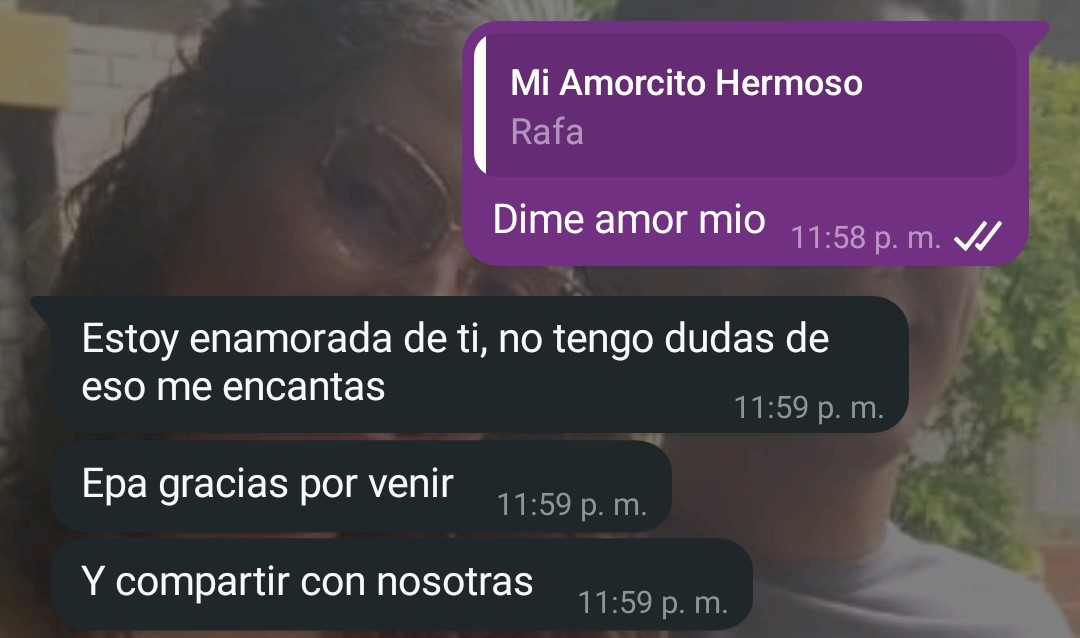 Mi Amorcito Hermoso
Rafa
Dime amor mio 11:58 p. m.
Estoy enamorada de ti, no tengo dudas de
eso me encantas
11:59 p. m.
Epa gracias por venir 11:59 p. m.
Y compartir con nosotras 11:59 p. m.